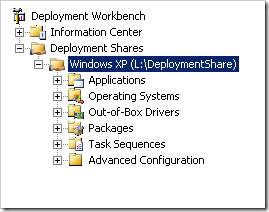 Deployment Workbench
Information Center
Deployment Shares
Windows XP (L:\DeploymentShare)
Applications
Operating Systems
Out-of-Box Drivers
Packages
Task Sequences
Advanced Configuration